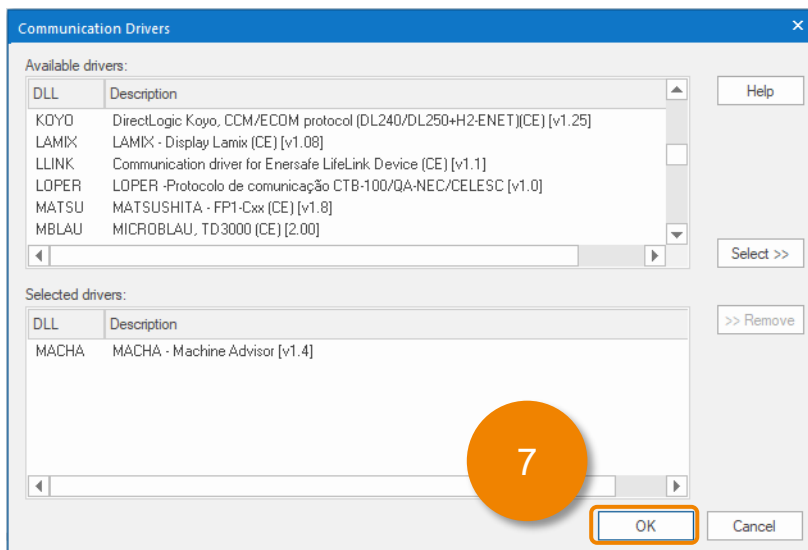 Communication Drivers
Available drivers:
DLL Description
KOYO DirectLogic Koyo, CCM/ECOM protocol (DL240/DL250+H2-ENET)(CE) [v1.25]
LAMIX LAMIX - Display Lamix (CE) [v1.08]
LLINK Communication driver for Enersafe LifeLink Device (CE) [v1.1]
LOPER LOPER -Protocolo de comunicação CTB-100/QA-NEC/CELESC [v1.0]
MATSU MATSUSHITA - FP1-Cxx (CE) [v1.8]
MBLAU MICROBLAU, TD3000 (CE) [2.00]
Help
Select >>
Selected drivers:
DLL Description
MACHA MACHA - Machine Advisor [v1.4]
>> Remove
7
OK Cancel